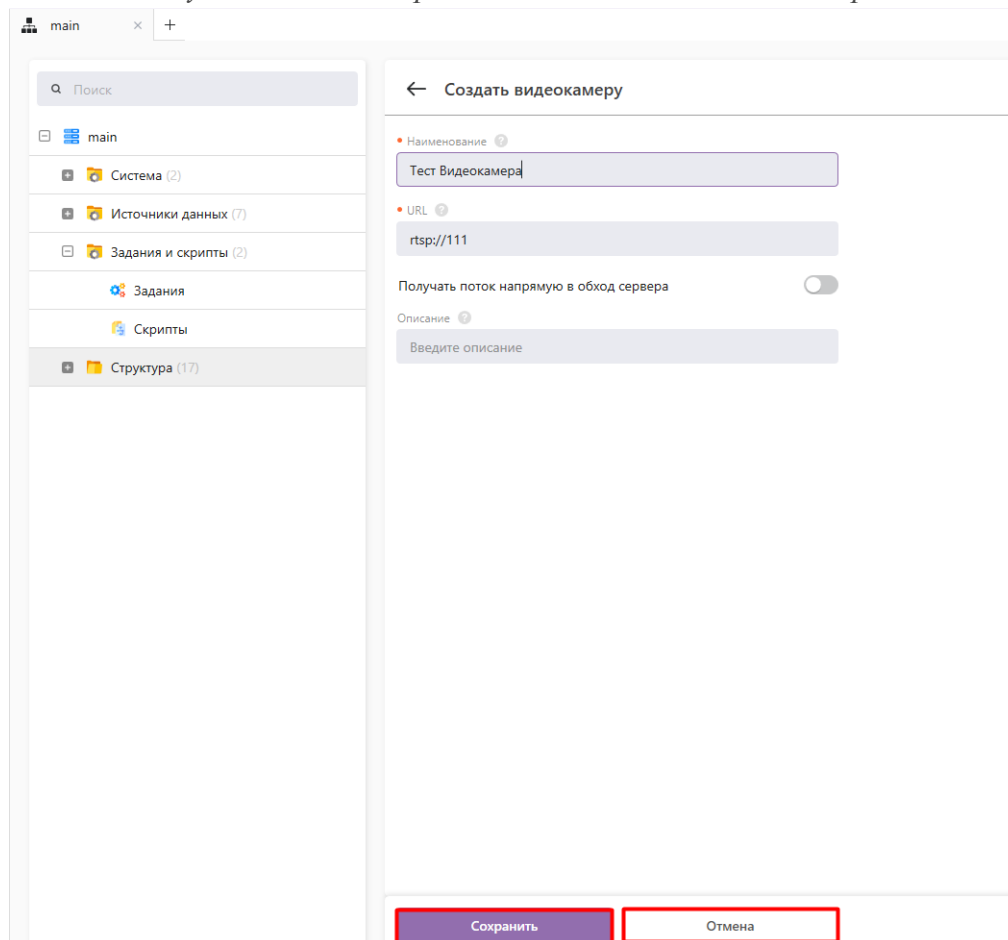 main × +
Поиск
main
Система (2)
Источники данных (7)
Задания и скрипты (2)
Задания
Скрипты
Структура (17)
← Создать видеокамеру
• Наименование ?
Тест Видеокамера
• URL ?
rtsp://111
Получать поток напрямую в обход сервера
Описание ?
Введите описание
Сохранить
Отмена